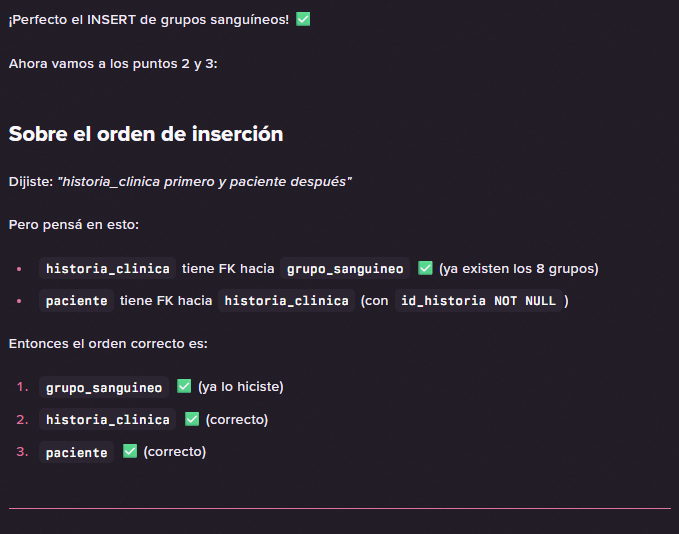 ¡Perfecto el INSERT de grupos sanguíneos! ✅
Ahora vamos a los puntos 2 y 3:
Sobre el orden de inserción
Dijiste: "historia_clinica primero y paciente después"
Pero pensá en esto:
• historia_clinica tiene FK hacia grupo_sanguineo ✅ (ya existen los 8 grupos)
• paciente tiene FK hacia historia_clinica (con id_historia NOT NULL )
Entonces el orden correcto es:
1. grupo_sanguineo ✅ (ya lo hiciste)
2. historia_clinica ✅ (correcto)
3. paciente ✅ (correcto)